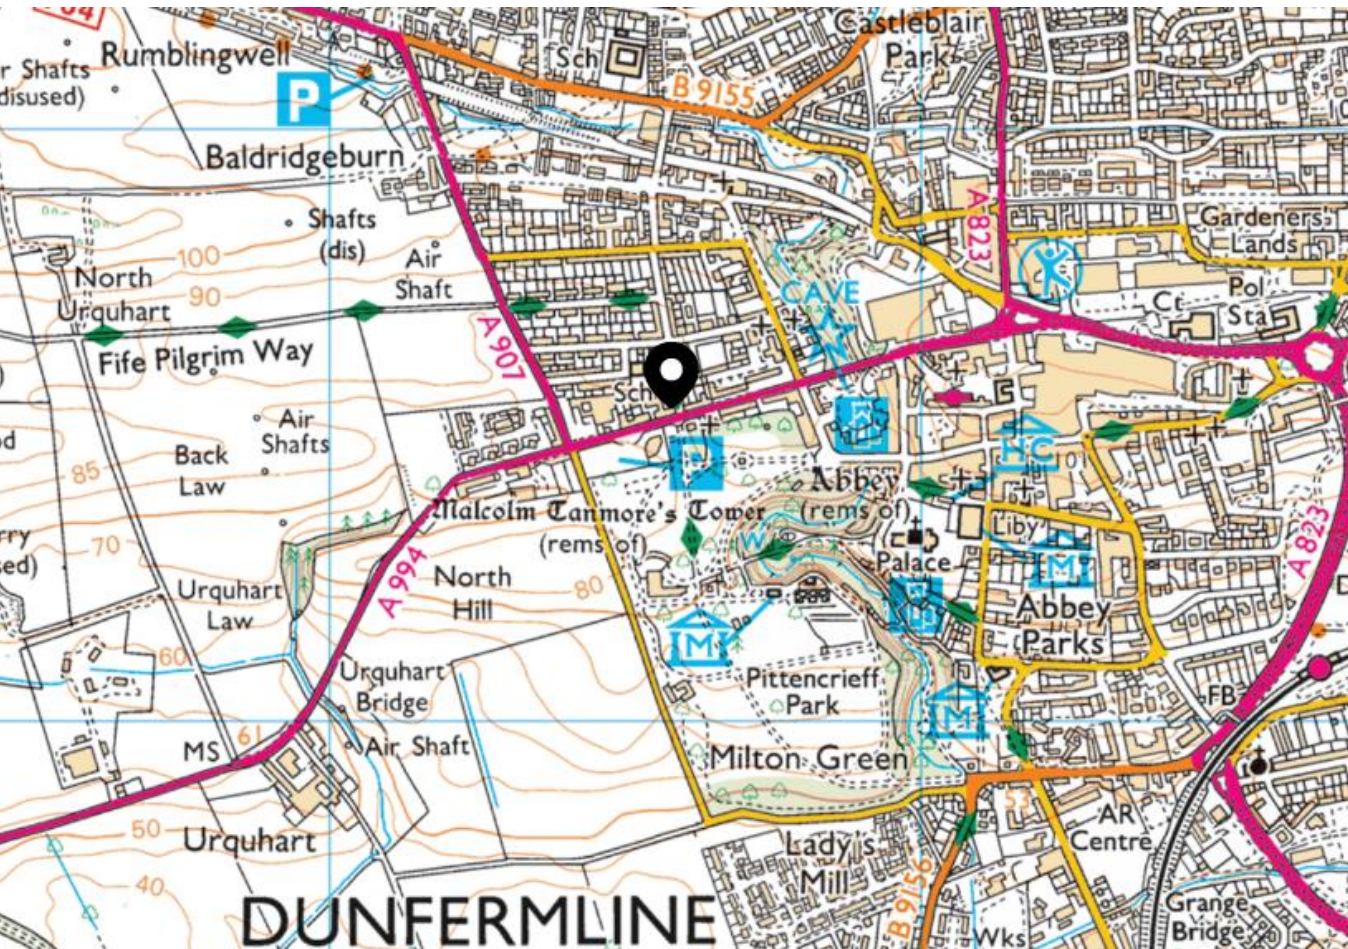 Rumblingwell
Sch
Castleblair
Park
r Shafts
disused)
P
B 9155
Baldridgeburn
A 823
Shafts
(dis)
Gardeners'
Lands
100
Air
Shaft
North
Urquhart
90
CAVE
Ct
Pol
Sta
Fife Pilgrim Way
A 907
Sch
Air
Shafts
Back
Law
85
HC
P
Abbey
(rems of)
Malcolm Canmore's Tower
(rems of)
Liby
W
70
A 994
North
Hill
80
Palace
A 823
M
Urquhart
Law
Abbey
Parks
M
60
Urquhart
Bridge
Pittencrieff
Park
M
FB
MS
61
Air Shaft
Milton Green
50
Urquhart
53
AR
Centre
Lady's
Mill
40
B 9156
DUNFERMLINE
Wks
Grange
Bridge